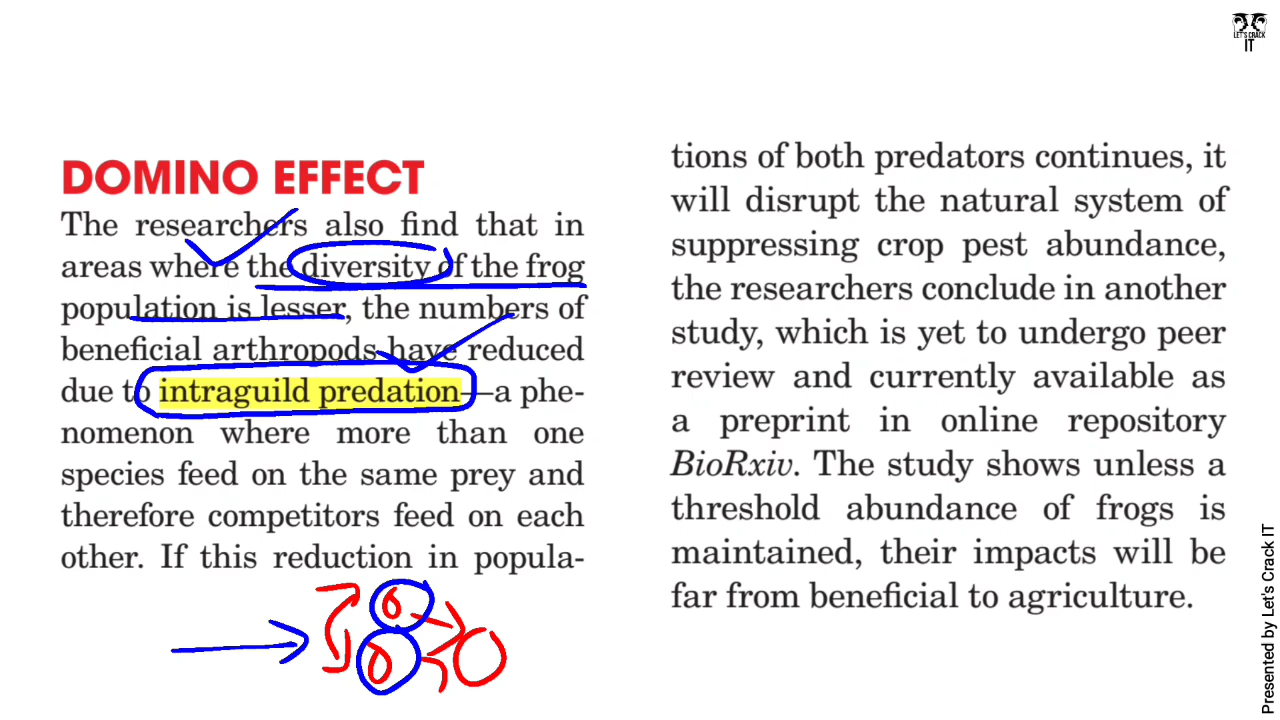 LET'S CRACK
IT
DOMINO EFFECT
The researchers also find that in
areas where the diversity of the frog
population is lesser, the numbers of
beneficial arthropods have reduced
due to intraguild predation—a phe-
nomenon where more than one
species feed on the same prey and
therefore competitors feed on each
other. If this reduction in popula-
tions of both predators continues, it
will disrupt the natural system of
suppressing crop pest abundance,
the researchers conclude in another
study, which is yet to undergo peer
review and currently available as
a preprint in online repository
BioRxiv. The study shows unless a
threshold abundance of frogs is
maintained, their impacts will be
far from beneficial to agriculture.
Presented by Let's Crack IT